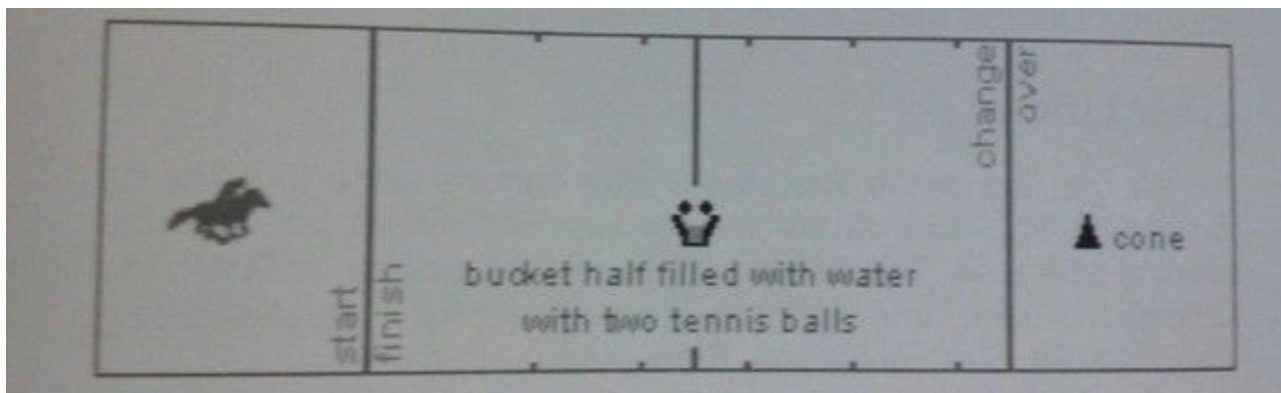 start
finish
bucket half filled with water
with two tennis balls
change
over
cone